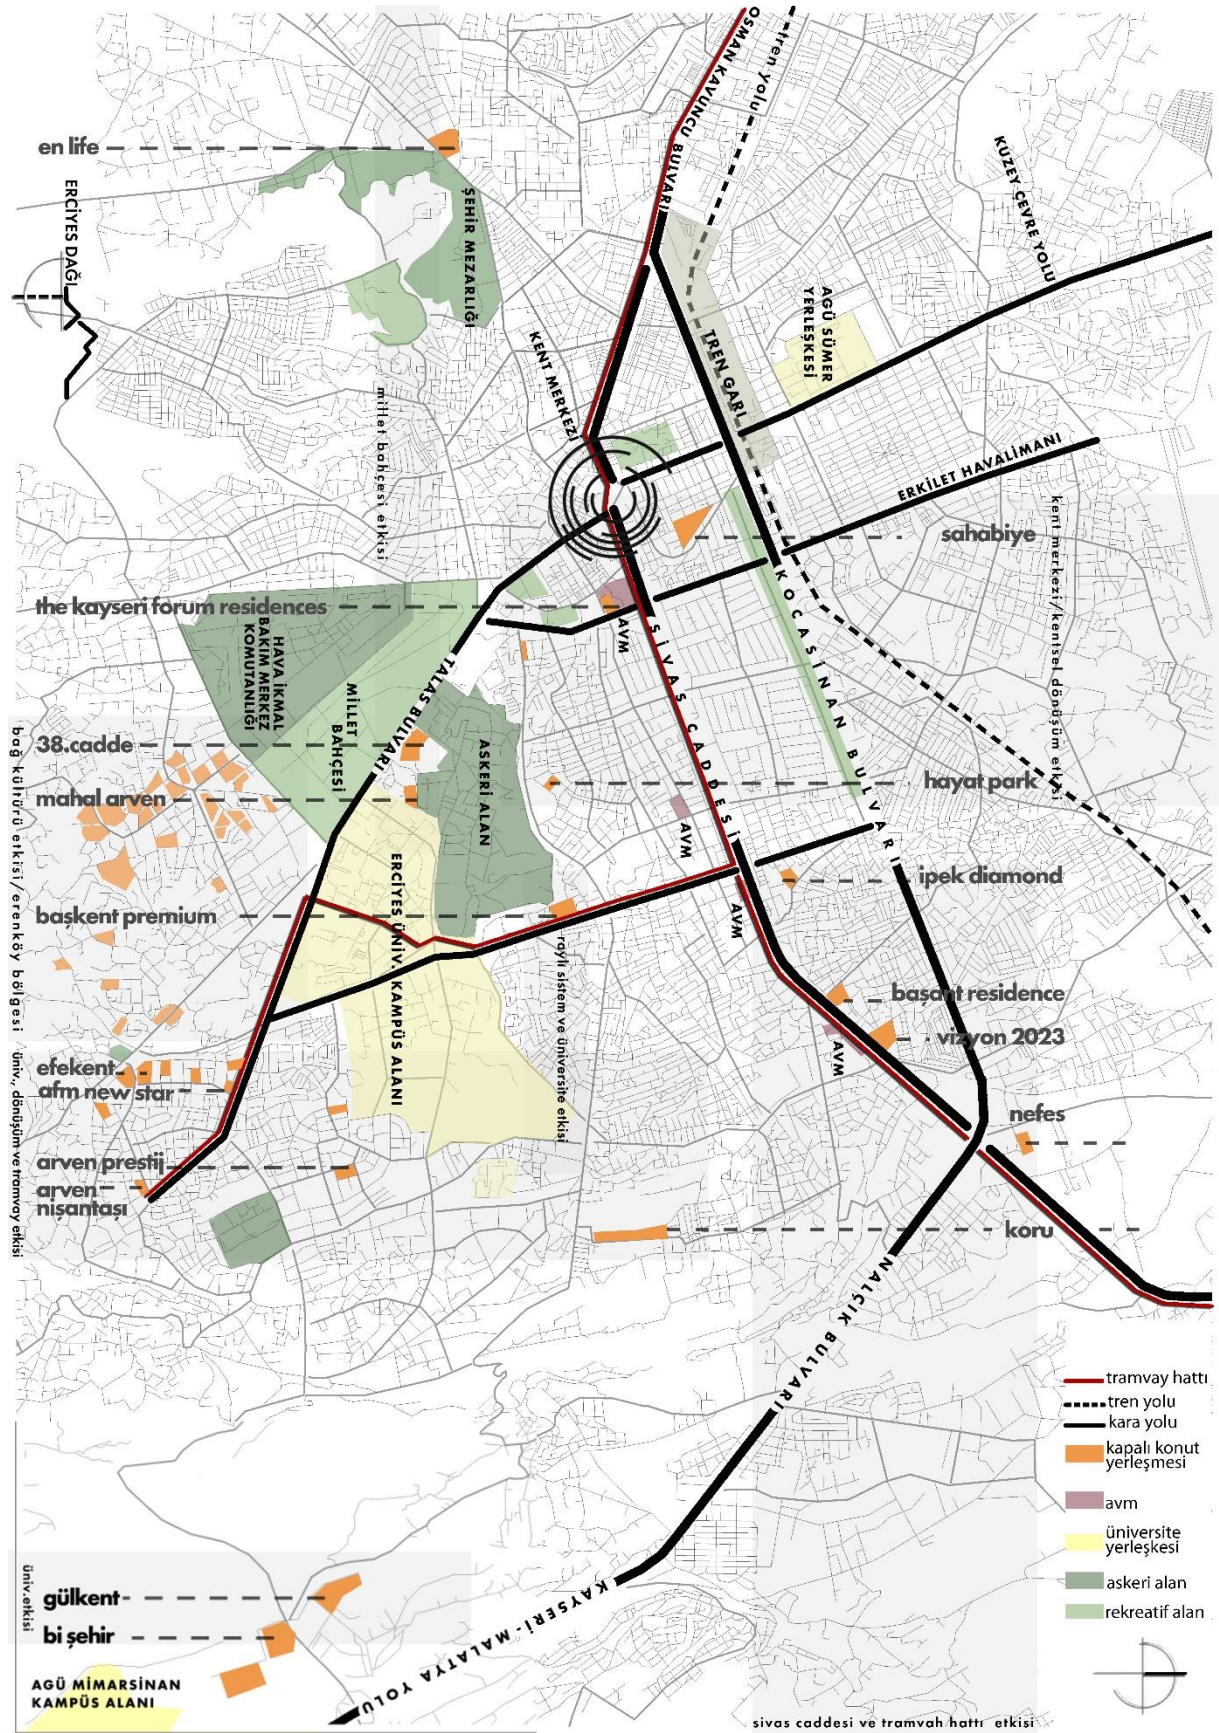 OSMAN KAVUNCU BULVARI
tren yolu
en life
ERCİYES DAĞI
ŞEHİR MEZARLIĞI
KUZEY ÇEVRE YOLU
AGÜ SÜMER
YERLEŞKESİ
KENT MERKEZİ
TREN GARI
millet bahçesi etkisi
ERKİLET HAVALİMANI
sahabiye
kent merkezi/kentsel dönüşüm etkisi
the kayseri forum residences
AVM
HAVA İKMAL
BAKIM MERKEZ
KOMUTANLIĞI
MİLLET
BAHÇESİ
TALAS BULVARI
SİVAS CADDESİ
KOCASİNAN BULVARI
ASKERİ ALAN
38.cadde
mahal arven
hayat park
AVM
bağ kültürü etkisi/erenköy bölgesi
ERCİYES ÜNİV. KAMPÜS ALANI
ipek diamond
başkent premium
AVM
raylı sistem ve üniversite etkisi
başant residence
vizyon 2023
AVM
efekent
afm new star
nefes
arven prestij
arven
nişantaşı
üniv., dönüşüm ve tramvay etkisi
koru
NALÇIK BULVARI
KAYSERİ-MALATYA YOLU
tramvay hattı
tren yolu
kara yolu
kapalı konut
yerleşmesi
avm
üniversite
yerleşkesi
askeri alan
rekreatif alan
üniv.etkisi
gülkent
bi şehir
AGÜ MİMARSİNAN
KAMPÜS ALANI
sivas caddesi ve tramvah hattı etkisi